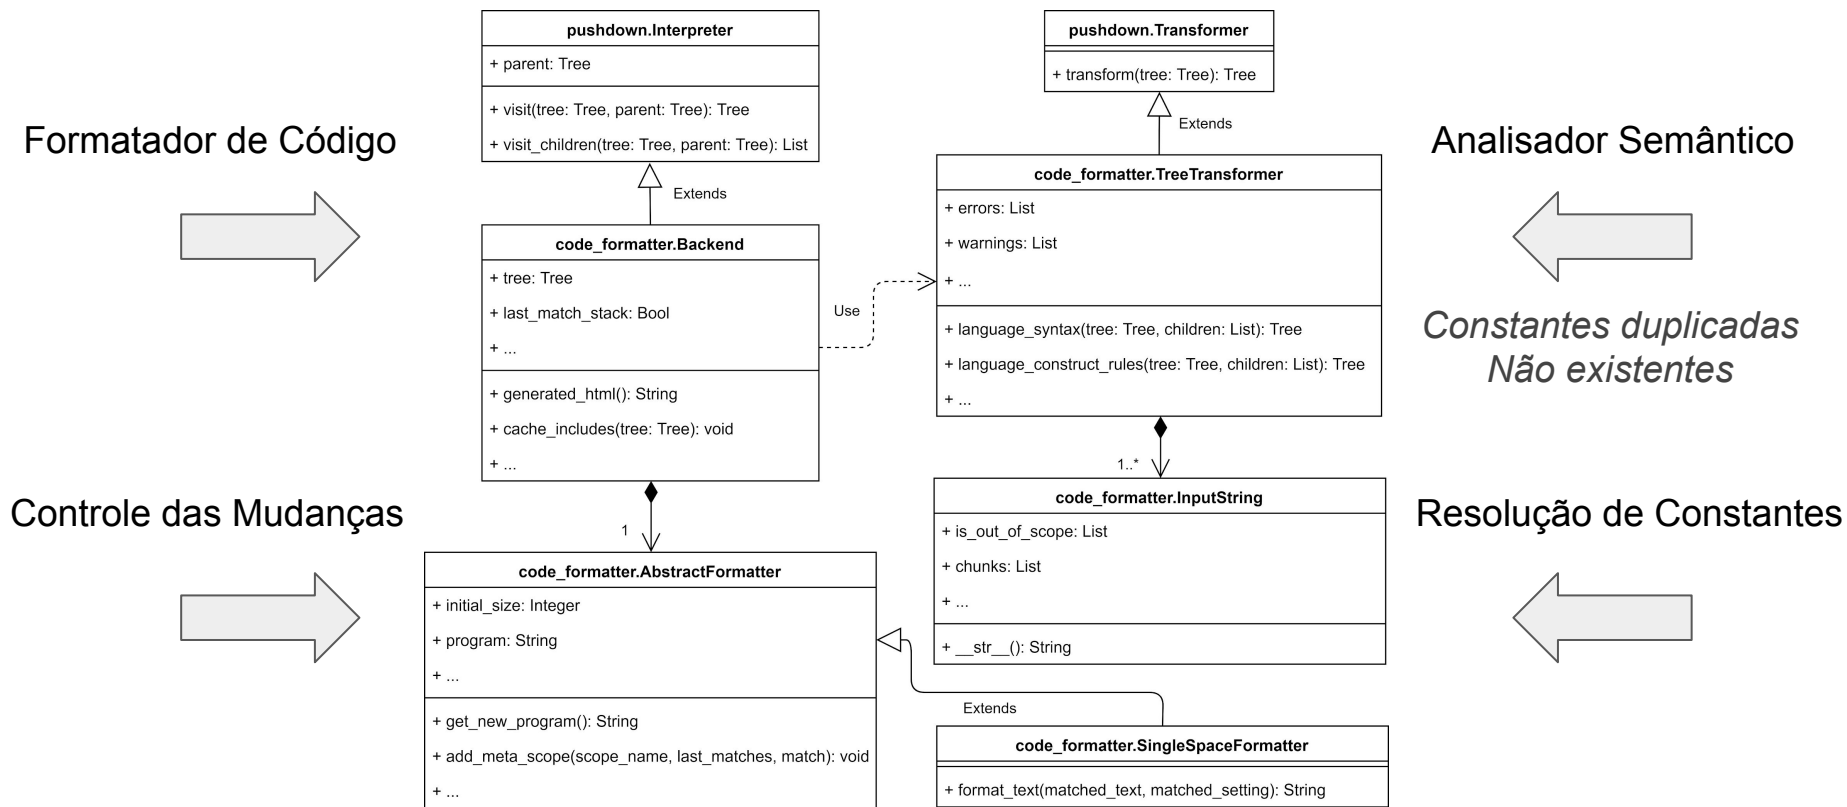 pushdown.Interpreter
+ parent: Tree
+ visit(tree: Tree, parent: Tree): Tree
+ visit_children(tree: Tree, parent: Tree): List
pushdown.Transformer
+ transform(tree: Tree): Tree
Formatador de Código
Extends
Extends
Analisador Semântico
code_formatter.Backend
+ tree: Tree
+ last_match_stack: Bool
+ ...
+ generated_html(): String
+ cache_includes(tree: Tree): void
+ ...
Use
code_formatter.TreeTransformer
+ errors: List
+ warnings: List
+ ...
+ language_syntax(tree: Tree, children: List): Tree
+ language_construct_rules(tree: Tree, children: List): Tree
+ ...
Constantes duplicadas
Não existentes
Controle das Mudanças
1
1..*
Resolução de Constantes
code_formatter.AbstractFormatter
+ initial_size: Integer
+ program: String
+ ...
+ get_new_program(): String
+ add_meta_scope(scope_name, last_matches, match): void
+ ...
code_formatter.InputString
+ is_out_of_scope: List
+ chunks: List
+ ...
+ __str__(): String
Extends
code_formatter.SingleSpaceFormatter
+ format_text(matched_text, matched_setting): String